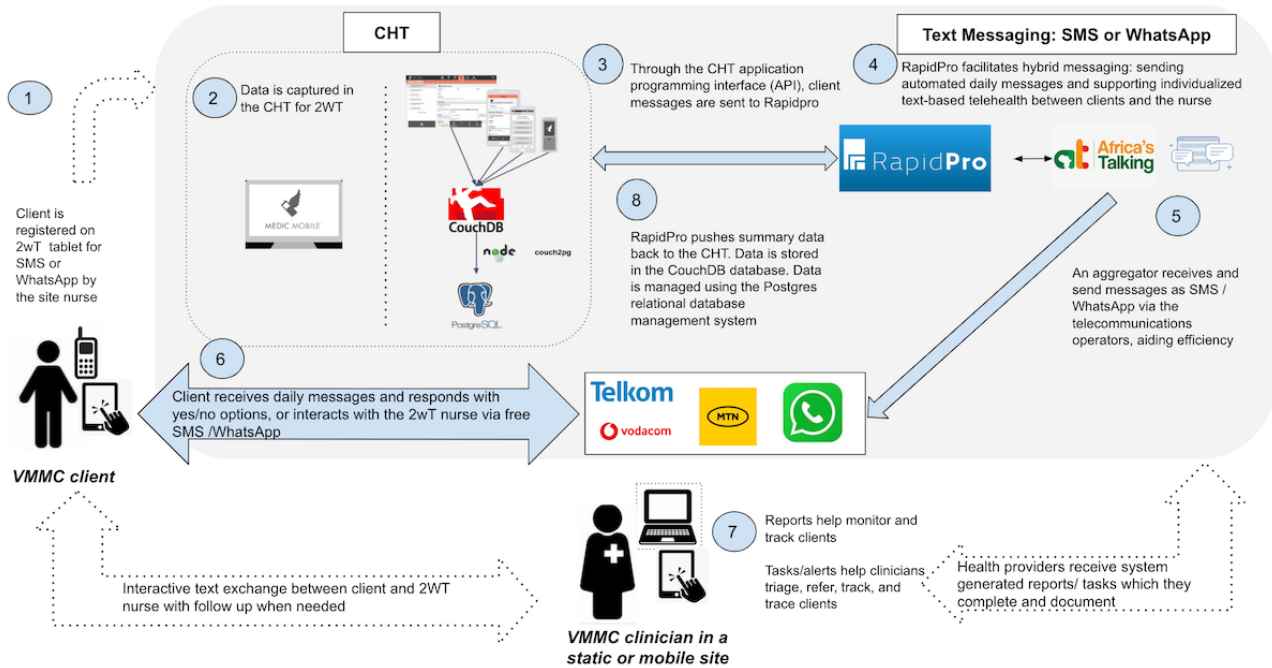 CHT
Text Messaging: SMS or WhatsApp
1
Client is
registered on
2wT tablet for
SMS or
WhatsApp by
the site nurse
2
Data is captured in
the CHT for 2WT
MEDIC MOBILE
CouchDB
node
couch2pg
PostgreSQL
3
Through the CHT application
programming interface (API), client
messages are sent to Rapidpro
4
RapidPro facilitates hybrid messaging: sending
automated daily messages and supporting individualized
text-based telehealth between clients and the nurse
RapidPro
at Africa's
Talking
8
RapidPro pushes summary data
back to the CHT. Data is stored
in the CouchDB database. Data
is managed using the Postgres
relational database
management system
5
An aggregator receives and
send messages as SMS /
WhatsApp via the
telecommunications
operators, aiding efficiency
6
Client receives daily messages and responds with
yes/no options, or interacts with the 2wT nurse via free
SMS /WhatsApp
Telkom
vodacom
MTN
VMMC client
7
Reports help monitor and
track clients
Tasks/alerts help clinicians
triage, refer, track, and
trace clients
Interactive text exchange between client and 2WT
nurse with follow up when needed
Health providers receive system
generated reports/ tasks which they
complete and document
VMMC clinician in a
static or mobile site